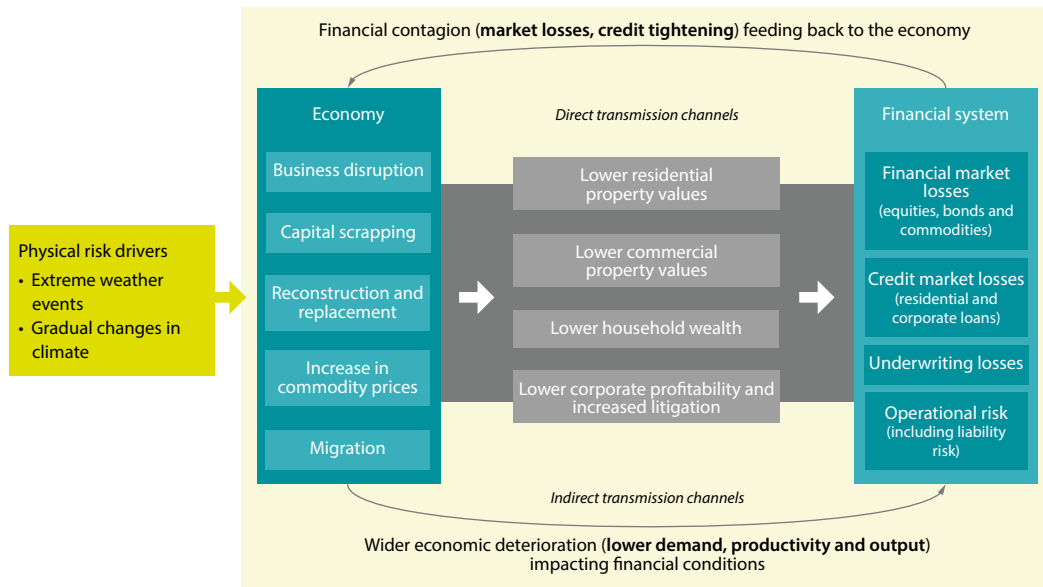 Financial contagion (market losses, credit tightening) feeding back to the economy
Physical risk drivers
• Extreme weather
events
• Gradual changes in
climate
Economy
Business disruption
Capital scrapping
Reconstruction and
replacement
Increase in
commodity prices
Migration
Direct transmission channels
Lower residential
property values
Lower commercial
property values
Lower household wealth
Lower corporate profitability and
increased litigation
Indirect transmission channels
Financial system
Financial market
losses
(equities, bonds and
commodities)
Credit market losses
(residential and
corporate loans)
Underwriting losses
Operational risk
(including liability
risk)
Wider economic deterioration (lower demand, productivity and output)
impacting financial conditions